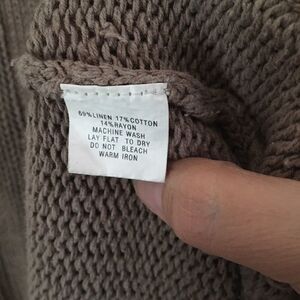 69%LINEN 17%COTTON
14%RAYON
MACHINE WASH
LAY FLAT TO DRY
DO NOT BLEACH
WARM IRON